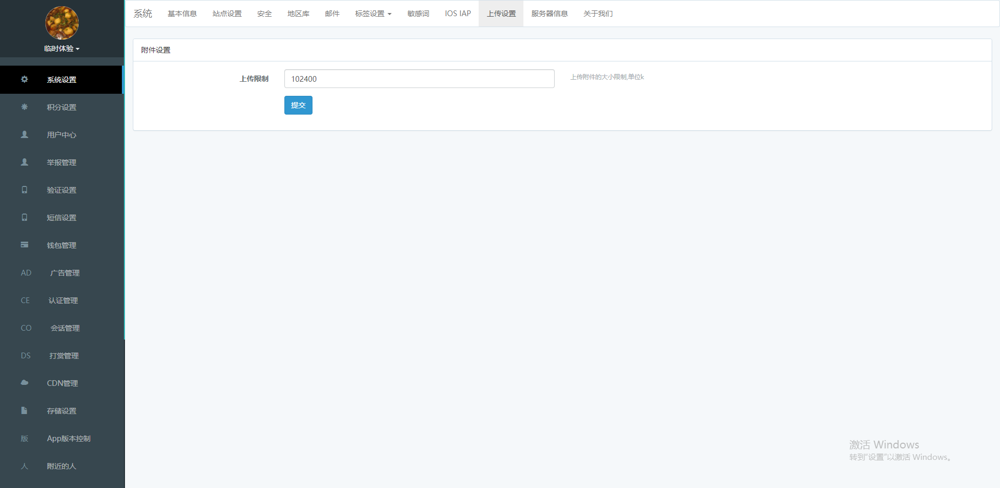 临时体验
系统设置
积分设置
用户中心
举报管理
验证设置
短信设置
钱包管理
AD 广告管理
CE 认证管理
CO 会话管理
DS 打赏管理
CDN管理
存储设置
版 App版本控制
人 附近的人
系统 基本信息 站点设置 安全 地区库 邮件 标签设置 敏感词 IOS IAP 上传设置 服务器信息 关于我们
附件设置
上传限制 102400 上传附件的大小限制,单位k
提交
激活 Windows
转到"设置"以激活 Windows。